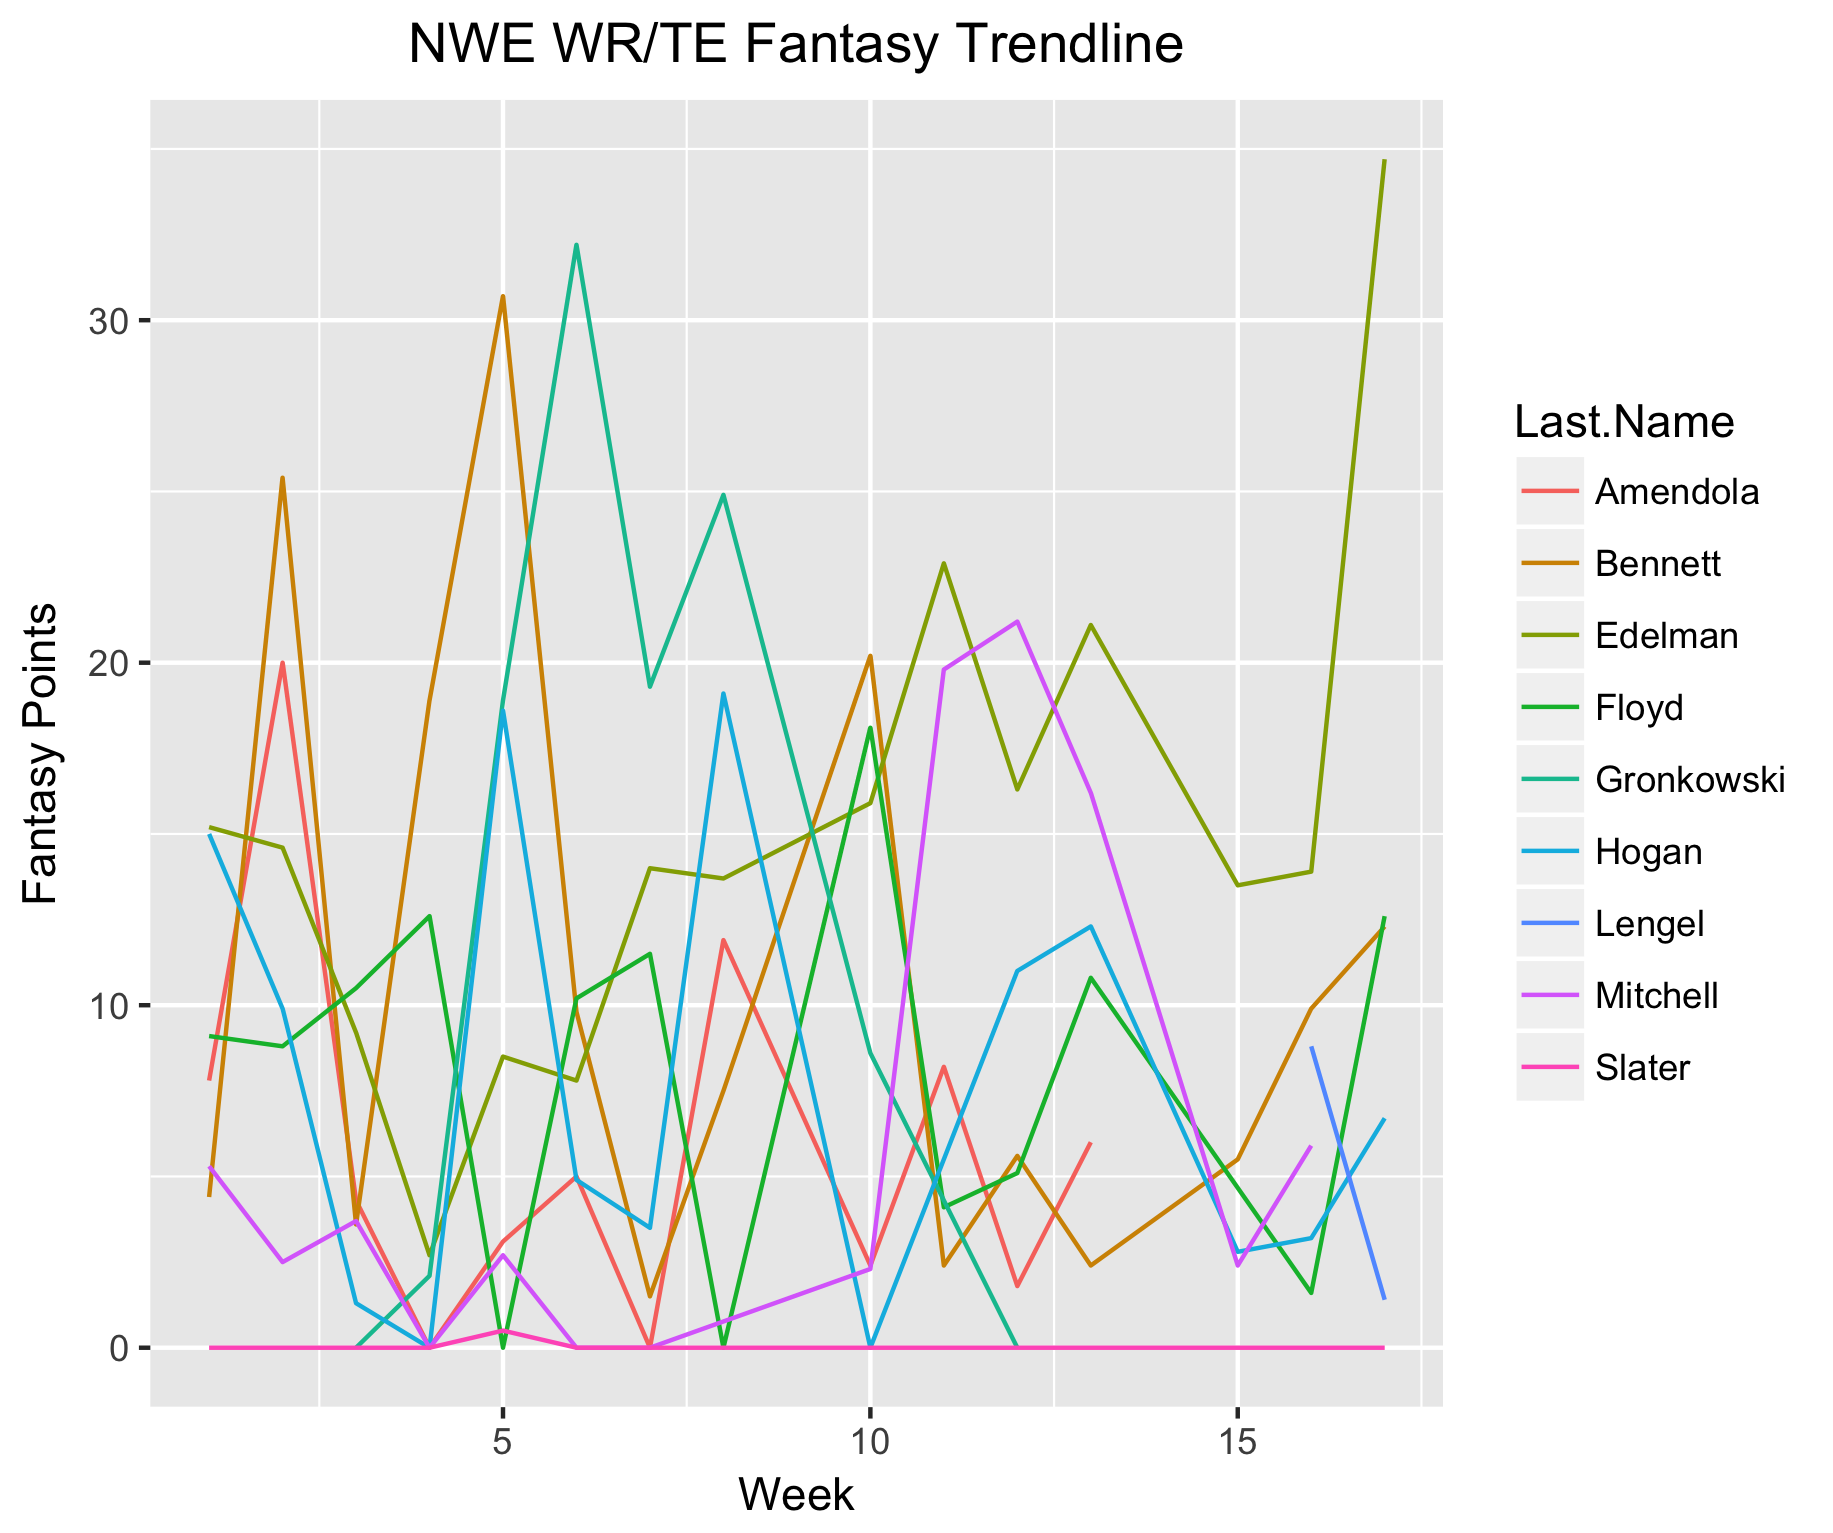 NWE WR/TE Fantasy Trendline
Fantasy Points
30
20
10
0
5 10 15
Week
Last.Name
Amendola
Bennett
Edelman
Floyd
Gronkowski
Hogan
Lengel
Mitchell
Slater